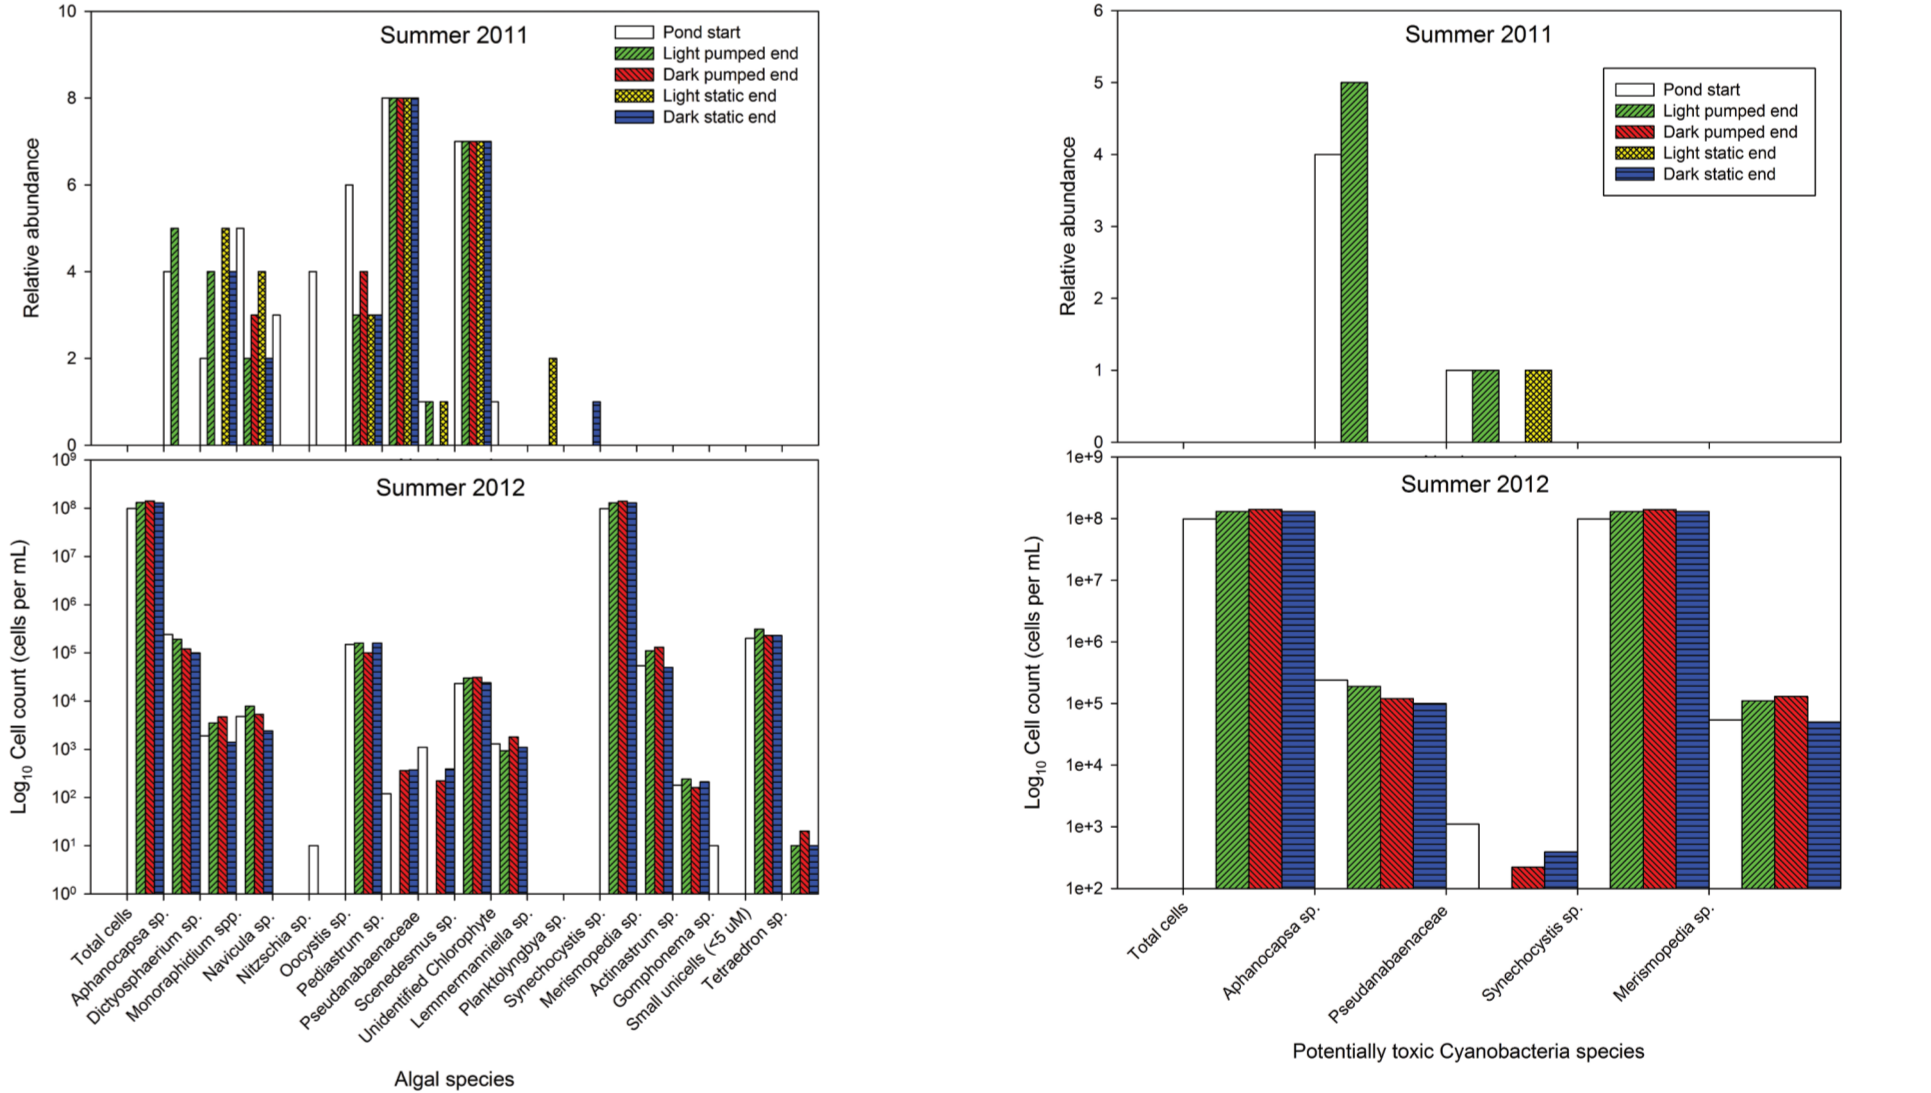 Summer 2011
Pond start
Light pumped end
Dark pumped end
Light static end
Dark static end
Relative abundance
10
8
6
4
2
0
Summer 2012
Log10 Cell count (cells per mL)
10⁹
10⁸
10⁷
10⁶
10⁵
10⁴
10³
10²
10¹
10⁰
Total cells
Aphanocapsa sp.
Dictyosphaerium sp.
Monoraphidium spp.
Navicula sp.
Nitzschia sp.
Oocystis sp.
Pediastrum sp.
Pseudanabaenaceae
Scenedesmus sp.
Unidentified Chlorophyte
Lemmermanniella sp.
Planktolyngbya sp.
Synechocystis sp.
Merismopedia sp.
Actinastrum sp.
Gomphonema sp.
Small unicells (<5 uM)
Tetraedron sp.
Algal species
Summer 2011
Pond start
Light pumped end
Dark pumped end
Light static end
Dark static end
Relative abundance
6
5
4
3
2
1
0
Summer 2012
Log10 Cell count (cells per mL)
1e+9
1e+8
1e+7
1e+6
1e+5
1e+4
1e+3
1e+2
Total cells
Aphanocapsa sp.
Pseudanabaenaceae
Synechocystis sp.
Merismopedia sp.
Potentially toxic Cyanobacteria species